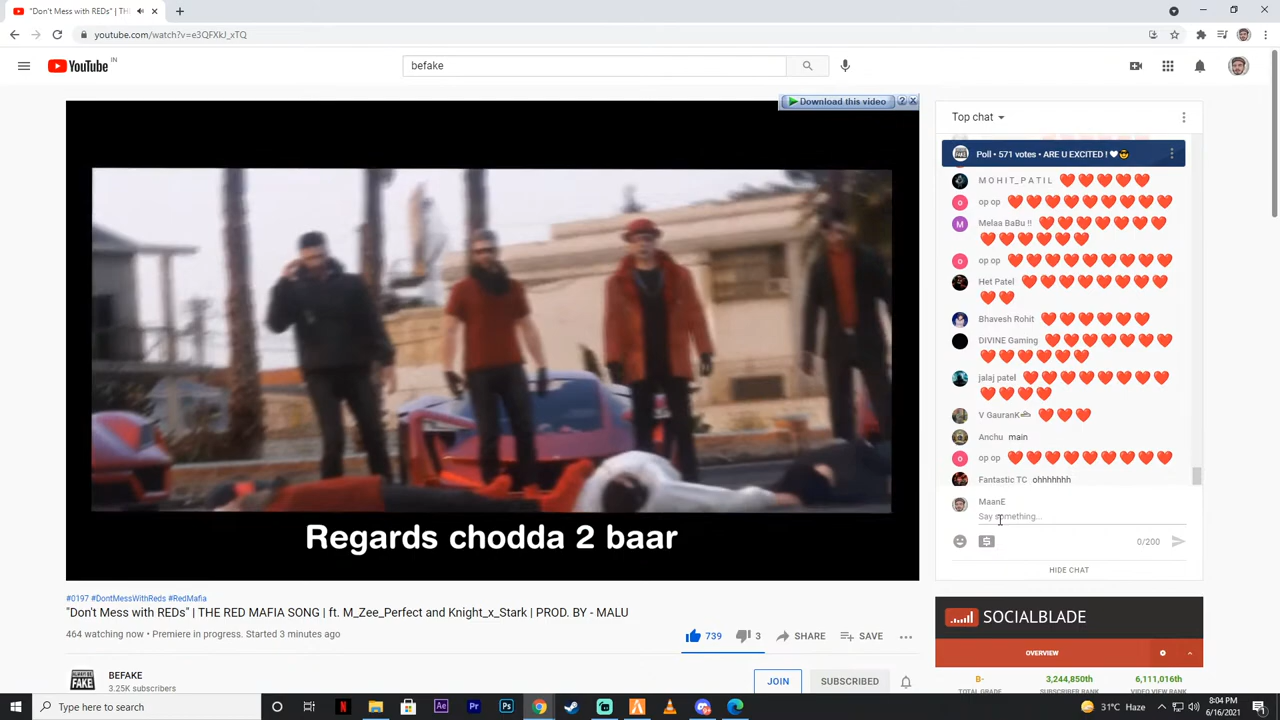 "Don't Mess with REDs" | TH
youtube.com/watch?v=e3QFXkJ_xTQ
YouTube IN
befake
Download this video
Top chat
Poll • 571 votes • ARE U EXCITED ! 🤍😎
M O H I T_ P A T I L ❤️❤️❤️❤️❤️
op op ❤️❤️❤️❤️❤️❤️❤️❤️❤️
Melaa BaBu !! ❤️❤️❤️❤️❤️❤️❤️
❤️❤️❤️❤️❤️❤️
op op ❤️❤️❤️❤️❤️❤️❤️❤️❤️
Het Patel ❤️❤️❤️❤️❤️❤️❤️❤️
❤️❤️
Bhavesh Rohit ❤️❤️❤️❤️❤️❤️
DIVINE Gaming ❤️❤️❤️❤️❤️❤️❤️
❤️❤️❤️❤️❤️❤️
jalaj patel ❤️❤️❤️❤️❤️❤️❤️❤️
❤️❤️❤️❤️
V GauranK ❤️❤️❤️
Anchu main
op op ❤️❤️❤️❤️❤️❤️❤️❤️❤️
Fantastic TC ohhhhhhh
MaanE
Say something...
0/200
HIDE CHAT
Regards chodda 2 baar
#0197 #DontMessWithReds #RedMafia
"Don't Mess with REDs" | THE RED MAFIA SONG | ft. M_Zee_Perfect and Knight_x_Stark | PROD. BY - MALU
464 watching now • Premiere in progress. Started 3 minutes ago
739 3 SHARE SAVE
BEFAKE
3.25K subscribers
JOIN SUBSCRIBED
SOCIALBLADE
OVERVIEW
B- 3,244,850th 6,111,016th
TOTAL GRADE SUBSCRIBER RANK VIDEO VIEW RANK
Type here to search
31°C Haze
8:04 PM
6/16/2021